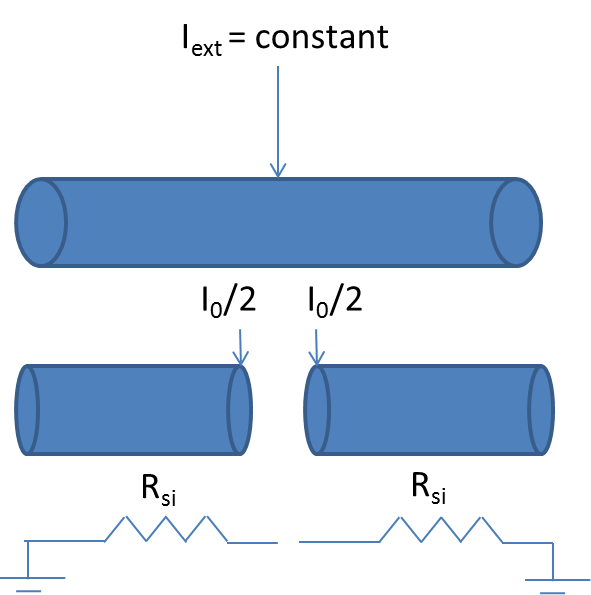 I_ext = constant
I_0/2 I_0/2
R_si R_si